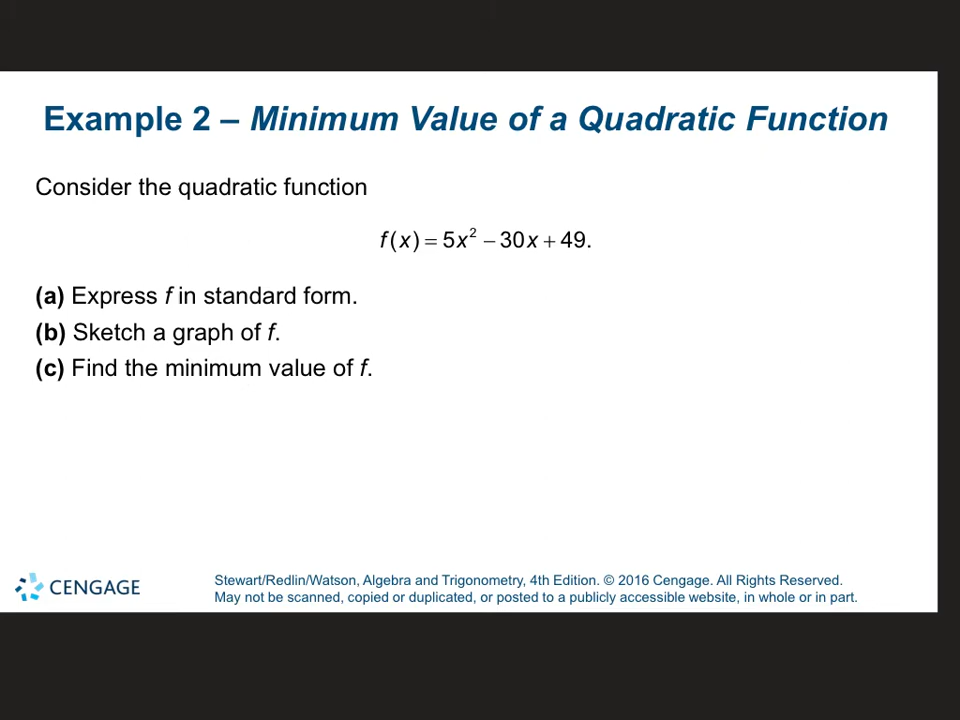 Example 2 – Minimum Value of a Quadratic Function
Consider the quadratic function
f(x) = 5x² − 30x + 49.
(a) Express f in standard form.
(b) Sketch a graph of f.
(c) Find the minimum value of f.
CENGAGE
Stewart/Redlin/Watson, Algebra and Trigonometry, 4th Edition. © 2016 Cengage. All Rights Reserved.
May not be scanned, copied or duplicated, or posted to a publicly accessible website, in whole or in part.